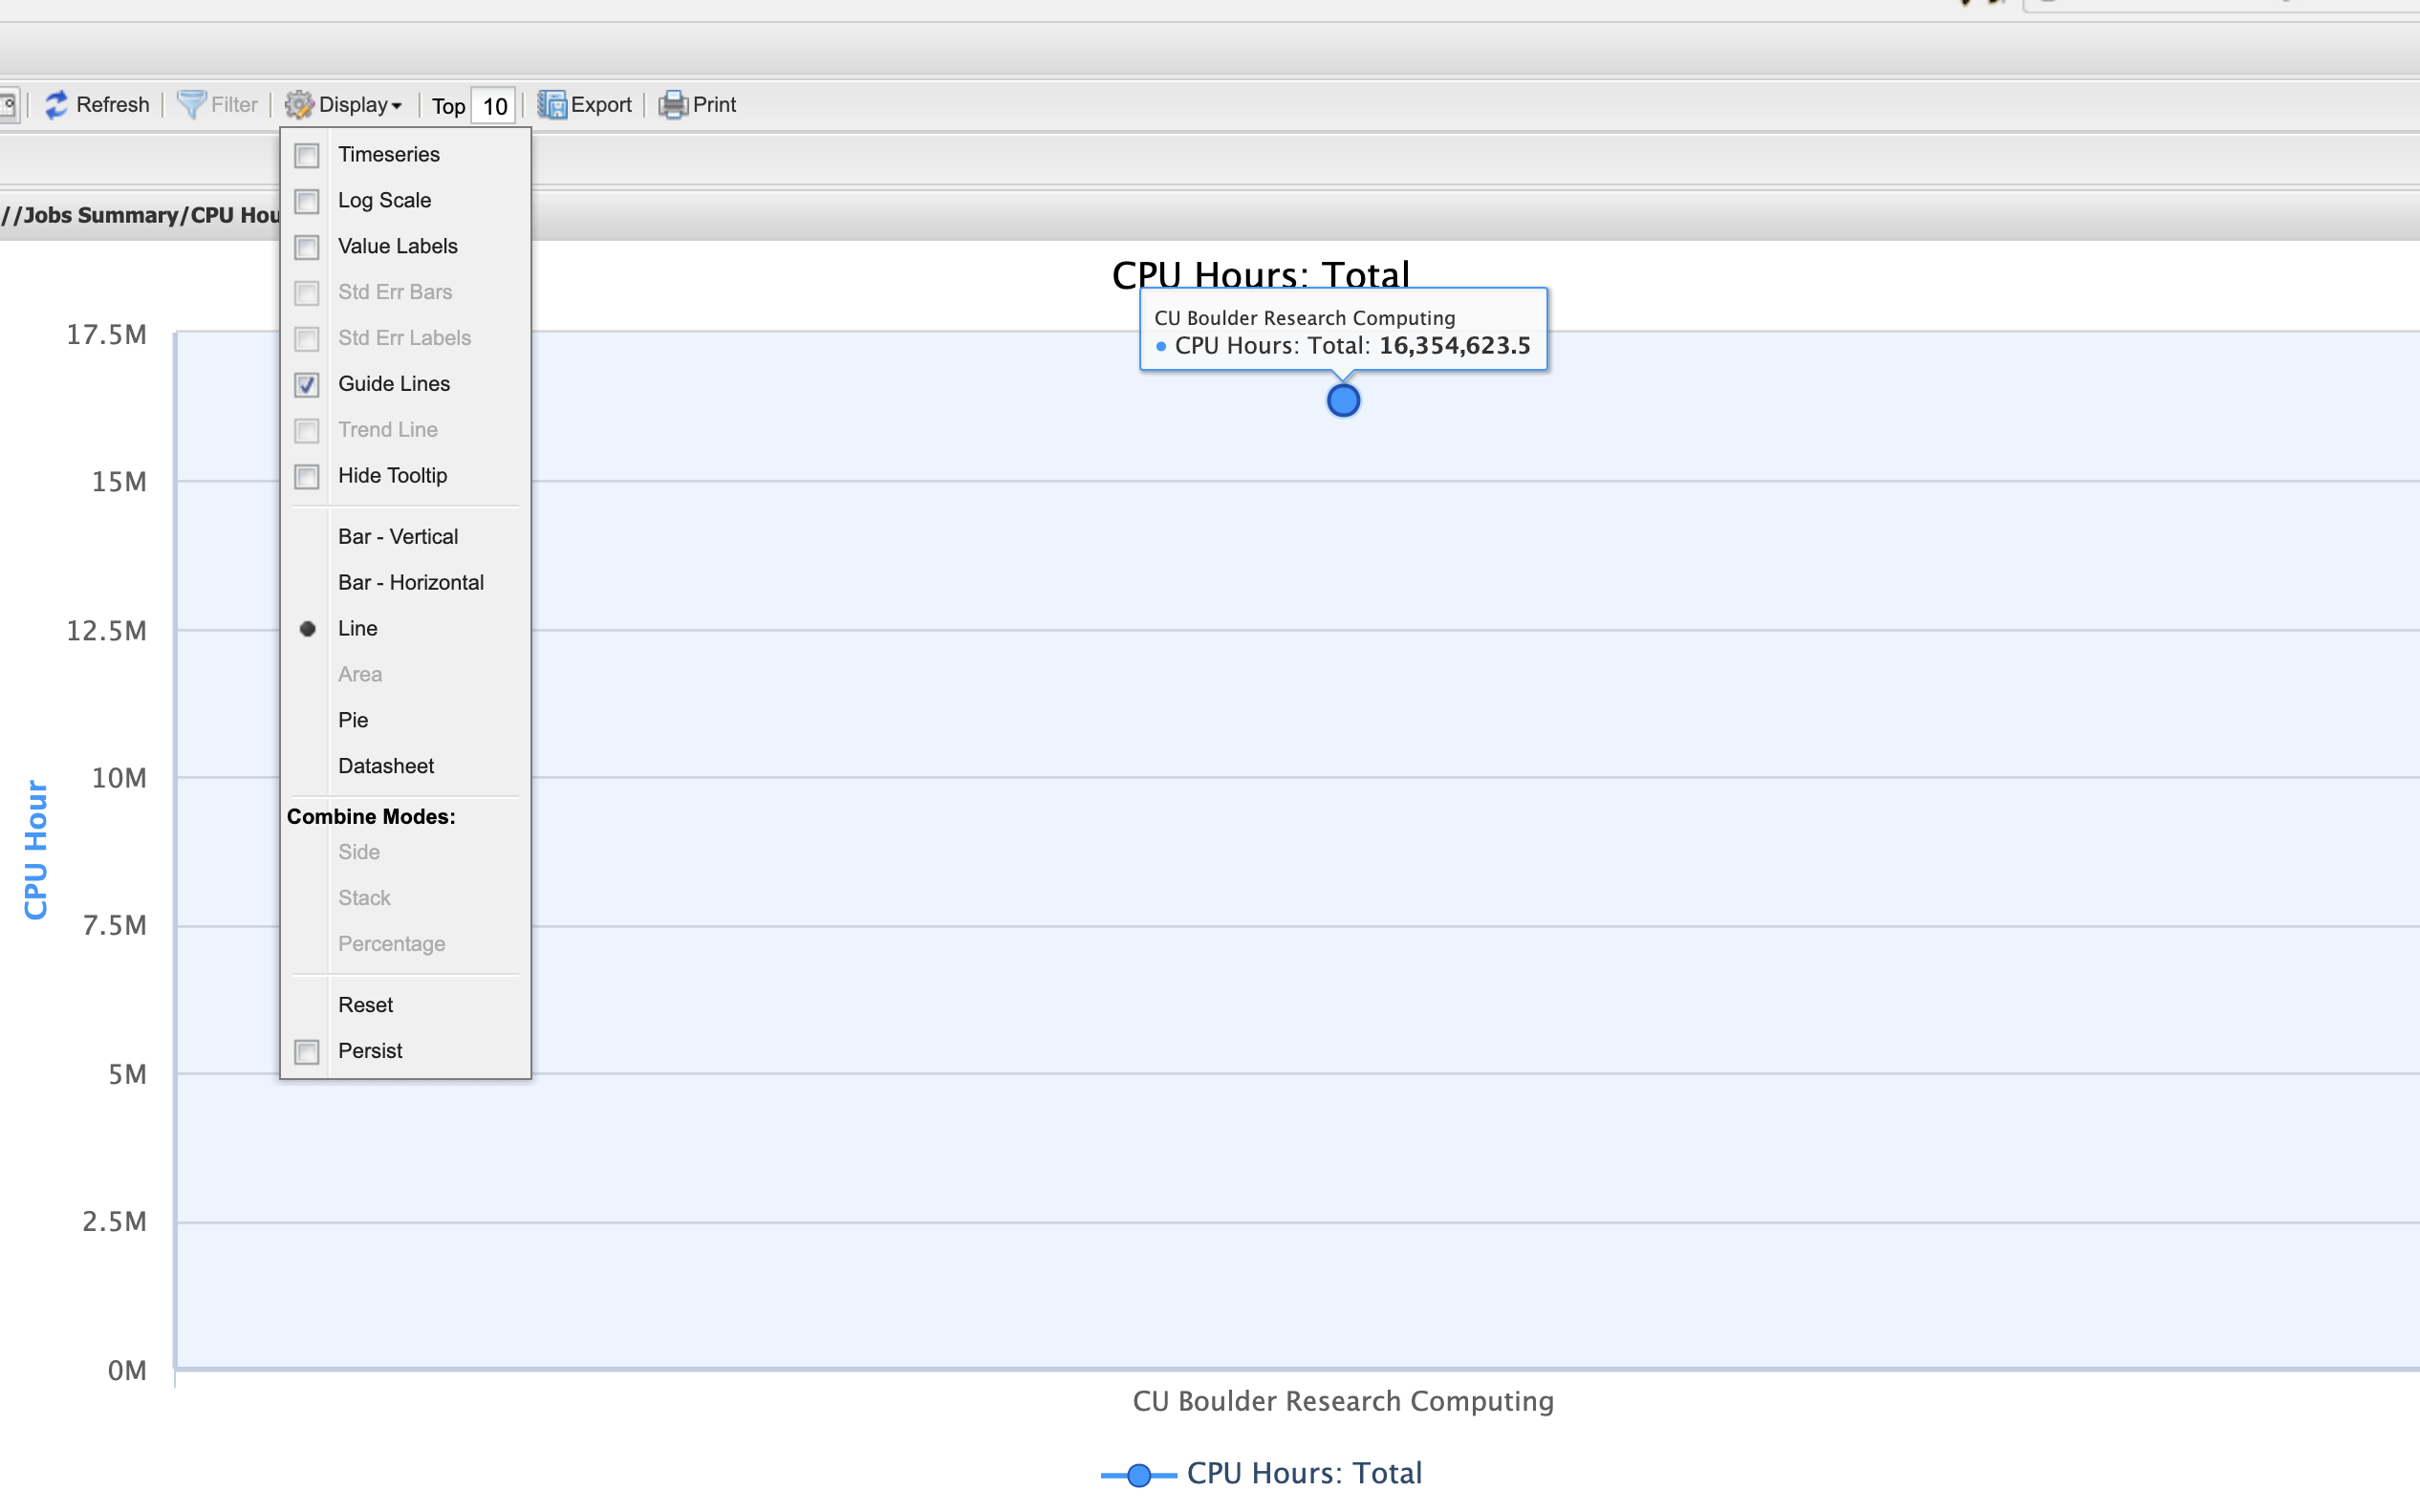 Refresh Filter Display Top 10 Export Print
//Jobs Summary/CPU Hou
Timeseries
Log Scale
Value Labels
Std Err Bars
Std Err Labels
Guide Lines
Trend Line
Hide Tooltip
Bar - Vertical
Bar - Horizontal
Line
Area
Pie
Datasheet
Combine Modes:
Side
Stack
Percentage
Reset
Persist
CPU Hours: Total
CU Boulder Research Computing
CPU Hours: Total: 16,354,623.5
17.5M
15M
12.5M
10M
7.5M
5M
2.5M
0M
CPU Hour
CU Boulder Research Computing
CPU Hours: Total